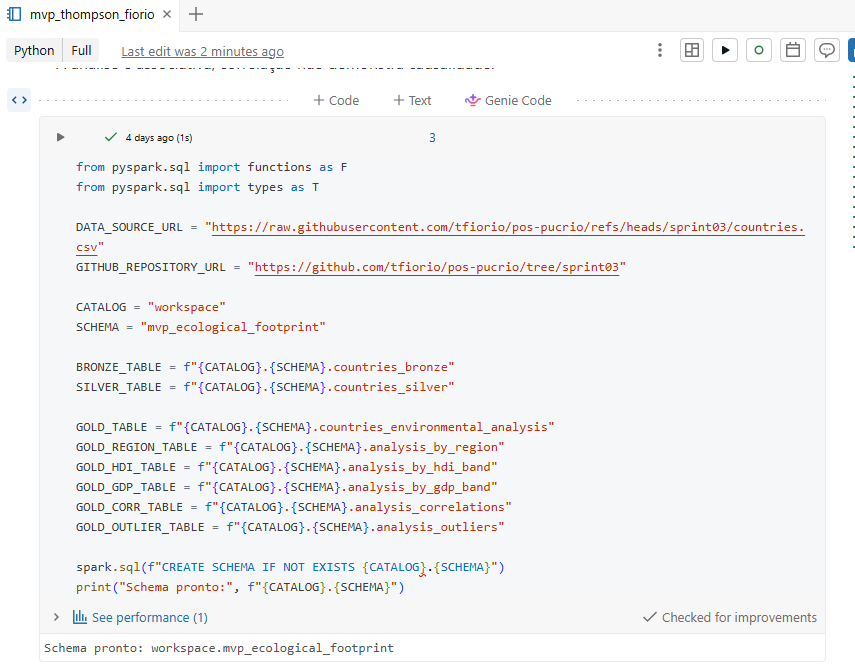 mvp_thompson_fiorio
Python Full Last edit was 2 minutes ago
Code Text Genie Code
4 days ago (1s) 3
from pyspark.sql import functions as F
from pyspark.sql import types as T
DATA_SOURCE_URL = "https://raw.githubusercontent.com/tfiorio/pos-pucrio/refs/heads/sprint03/countries.
csv"
GITHUB_REPOSITORY_URL = "https://github.com/tfiorio/pos-pucrio/tree/sprint03"
CATALOG = "workspace"
SCHEMA = "mvp_ecological_footprint"
BRONZE_TABLE = f"{CATALOG}.{SCHEMA}.countries_bronze"
SILVER_TABLE = f"{CATALOG}.{SCHEMA}.countries_silver"
GOLD_TABLE = f"{CATALOG}.{SCHEMA}.countries_environmental_analysis"
GOLD_REGION_TABLE = f"{CATALOG}.{SCHEMA}.analysis_by_region"
GOLD_HDI_TABLE = f"{CATALOG}.{SCHEMA}.analysis_by_hdi_band"
GOLD_GDP_TABLE = f"{CATALOG}.{SCHEMA}.analysis_by_gdp_band"
GOLD_CORR_TABLE = f"{CATALOG}.{SCHEMA}.analysis_correlations"
GOLD_OUTLIER_TABLE = f"{CATALOG}.{SCHEMA}.analysis_outliers"
spark.sql(f"CREATE SCHEMA IF NOT EXISTS {CATALOG}.{SCHEMA}")
print("Schema pronto:", f"{CATALOG}.{SCHEMA}")
See performance (1) Checked for improvements
Schema pronto: workspace.mvp_ecological_footprint